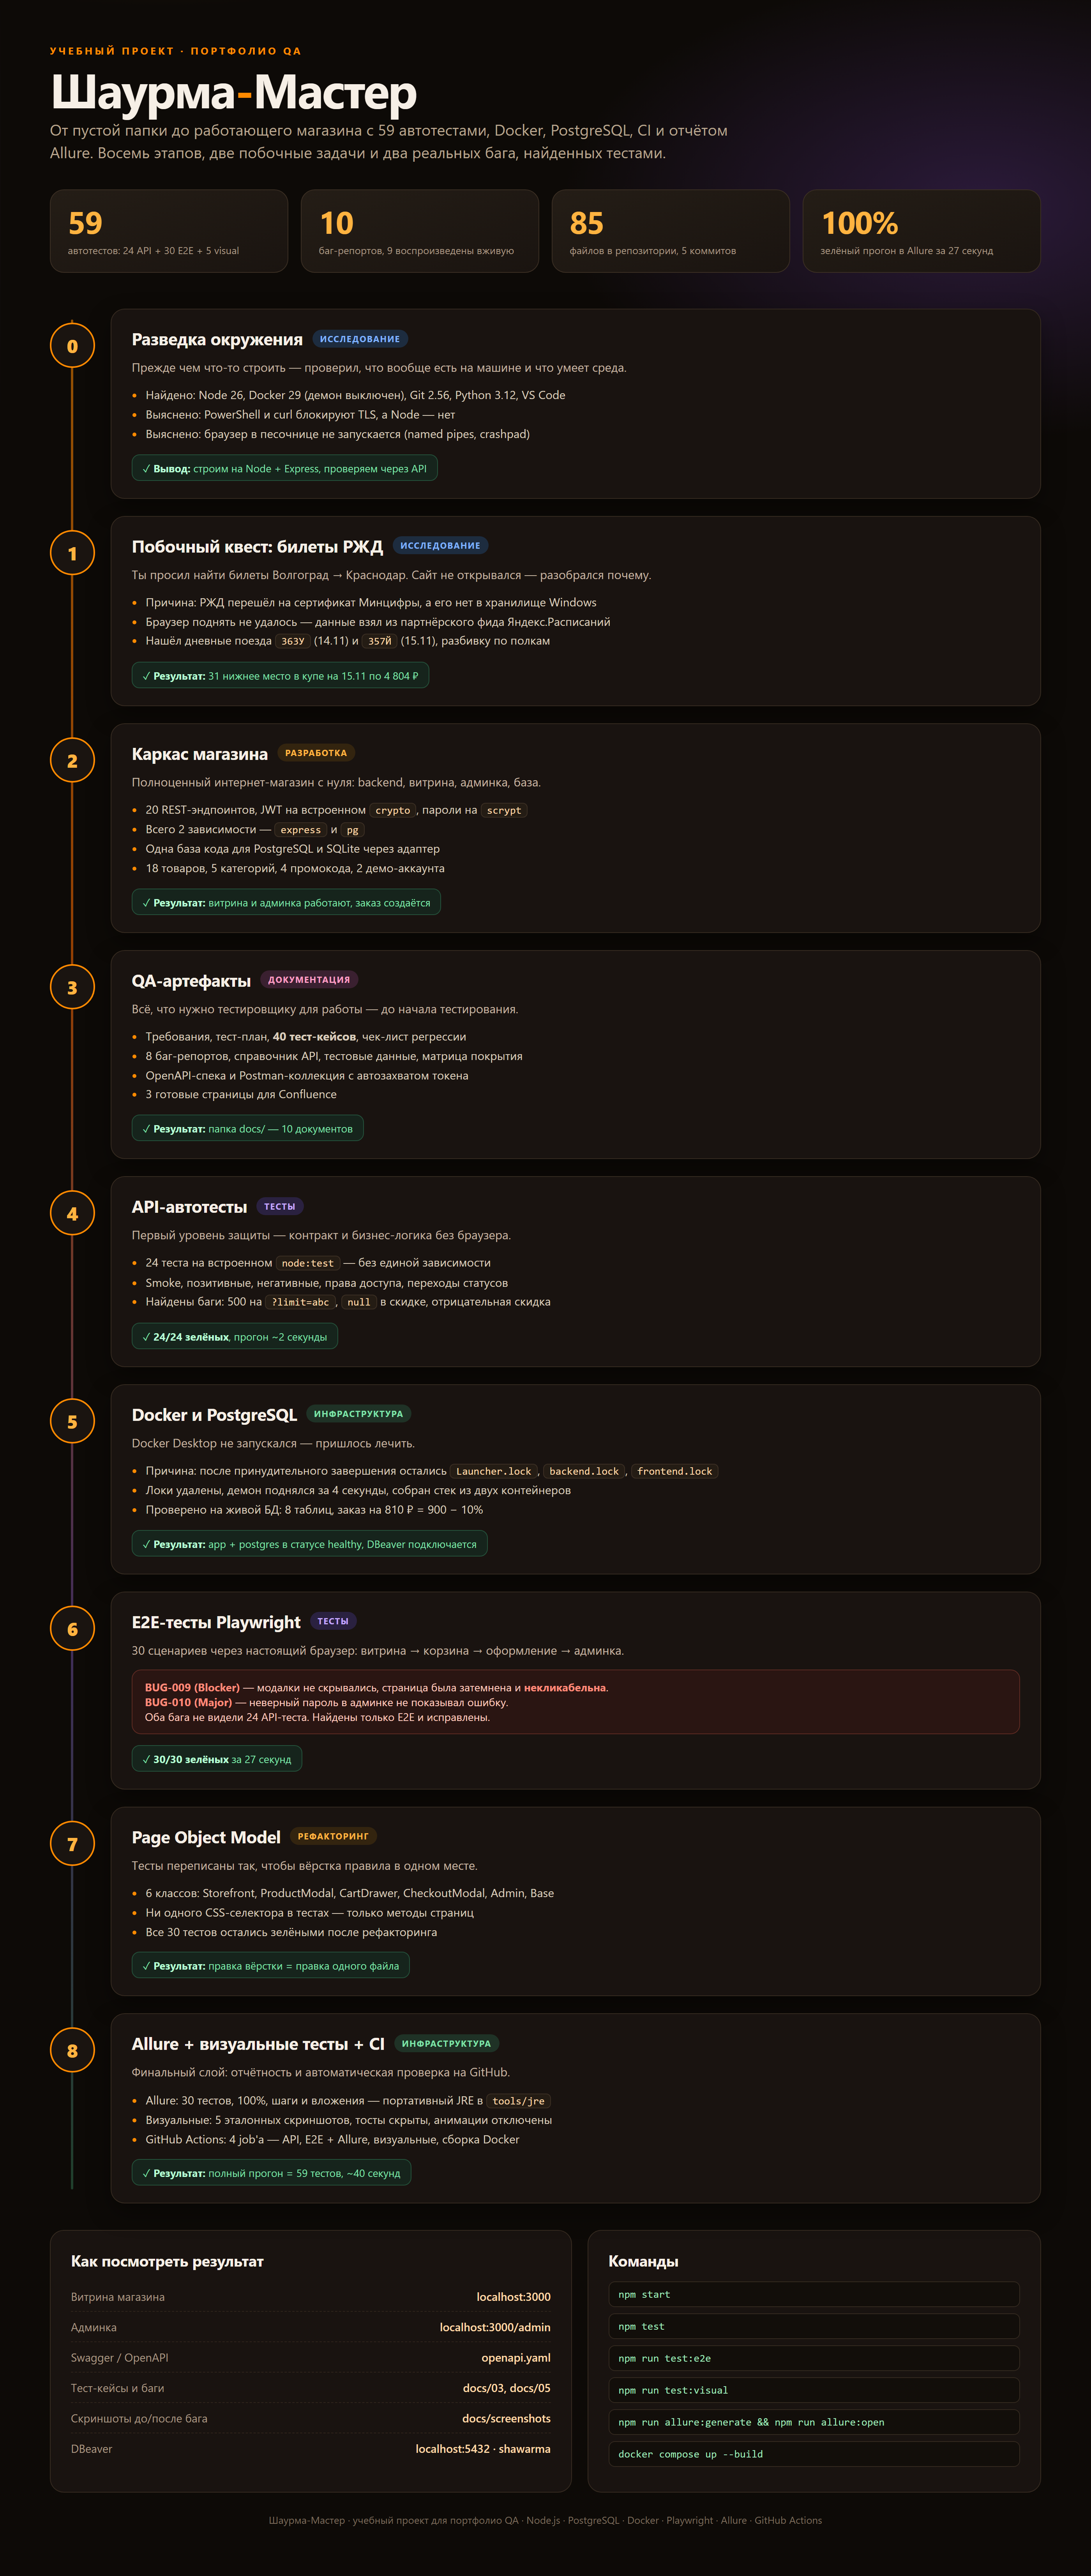 УЧЕБНЫЙ ПРОЕКТ · ПОРТФОЛИО QA
Шаурма-Мастер
От пустой папки до работающего магазина с 59 автотестами, Docker, PostgreSQL, CI и отчётом
Allure. Восемь этапов, две побочные задачи и два реальных бага, найденных тестами.
59
автотестов: 24 API + 30 E2E + 5 visual
10
баг-репортов, 9 воспроизведены вживую
85
файлов в репозитории, 5 коммитов
100%
зелёный прогон в Allure за 27 секунд
0
Разведка окружения ИССЛЕДОВАНИЕ
Прежде чем что-то строить — проверил, что вообще есть на машине и что умеет среда.
• Найдено: Node 26, Docker 29 (демон выключен), Git 2.56, Python 3.12, VS Code
• Выяснено: PowerShell и curl блокируют TLS, а Node — нет
• Выяснено: браузер в песочнице не запускается (named pipes, crashpad)
✓ Вывод: строим на Node + Express, проверяем через API
1
Побочный квест: билеты РЖД ИССЛЕДОВАНИЕ
Ты просил найти билеты Волгоград → Краснодар. Сайт не открывался — разобрался почему.
• Причина: РЖД перешёл на сертификат Минцифры, а его нет в хранилище Windows
• Браузер поднять не удалось — данные взял из партнёрского фида Яндекс.Расписаний
• Нашёл дневные поезда 363У (14.11) и 357Й (15.11), разбивку по полкам
✓ Результат: 31 нижнее место в купе на 15.11 по 4 804 ₽
2
Каркас магазина РАЗРАБОТКА
Полноценный интернет-магазин с нуля: backend, витрина, админка, база.
• 20 REST-эндпоинтов, JWT на встроенном crypto, пароли на scrypt
• Всего 2 зависимости — express и pg
• Одна база кода для PostgreSQL и SQLite через адаптер
• 18 товаров, 5 категорий, 4 промокода, 2 демо-аккаунта
✓ Результат: витрина и админка работают, заказ создаётся
3
QA-артефакты ДОКУМЕНТАЦИЯ
Всё, что нужно тестировщику для работы — до начала тестирования.
• Требования, тест-план, 40 тест-кейсов, чек-лист регрессии
• 8 баг-репортов, справочник API, тестовые данные, матрица покрытия
• OpenAPI-спека и Postman-коллекция с автозахватом токена
• 3 готовые страницы для Confluence
✓ Результат: папка docs/ — 10 документов
4
API-автотесты ТЕСТЫ
Первый уровень защиты — контракт и бизнес-логика без браузера.
• 24 теста на встроенном node:test — без единой зависимости
• Smoke, позитивные, негативные, права доступа, переходы статусов
• Найдены баги: 500 на ?limit=abc, null в скидке, отрицательная скидка
✓ 24/24 зелёных, прогон ~2 секунды
5
Docker и PostgreSQL ИНФРАСТРУКТУРА
Docker Desktop не запускался — пришлось лечить.
• Причина: после принудительного завершения остались Launcher.lock, backend.lock, frontend.lock
• Локи удалены, демон поднялся за 4 секунды, собран стек из двух контейнеров
• Проверено на живой БД: 8 таблиц, заказ на 810 ₽ = 900 − 10%
✓ Результат: app + postgres в статусе healthy, DBeaver подключается
6
E2E-тесты Playwright ТЕСТЫ
30 сценариев через настоящий браузер: витрина → корзина → оформление → админка.
BUG-009 (Blocker) — модалки не скрывались, страница была затемнена и некликабельна.
BUG-010 (Major) — неверный пароль в админке не показывал ошибку.
Оба бага не видели 24 API-теста. Найдены только E2E и исправлены.
✓ 30/30 зелёных за 27 секунд
7
Page Object Model РЕФАКТОРИНГ
Тесты переписаны так, чтобы вёрстка правила в одном месте.
• 6 классов: Storefront, ProductModal, CartDrawer, CheckoutModal, Admin, Base
• Ни одного CSS-селектора в тестах — только методы страниц
• Все 30 тестов остались зелёными после рефакторинга
✓ Результат: правка вёрстки = правка одного файла
8
Allure + визуальные тесты + CI ИНФРАСТРУКТУРА
Финальный слой: отчётность и автоматическая проверка на GitHub.
• Allure: 30 тестов, 100%, шаги и вложения — портативный JRE в tools/jre
• Визуальные: 5 эталонных скриншотов, тосты скрыты, анимации отключены
• GitHub Actions: 4 job'а — API, E2E + Allure, визуальные, сборка Docker
✓ Результат: полный прогон = 59 тестов, ~40 секунд
Как посмотреть результат
Витрина магазина localhost:3000
Админка localhost:3000/admin
Swagger / OpenAPI openapi.yaml
Тест-кейсы и баги docs/03, docs/05
Скриншоты до/после бага docs/screenshots
DBeaver localhost:5432 · shawarma
Команды
npm start
npm test
npm run test:e2e
npm run test:visual
npm run allure:generate && npm run allure:open
docker compose up --build
Шаурма-Мастер · учебный проект для портфолио QA · Node.js · PostgreSQL · Docker · Playwright · Allure · GitHub Actions